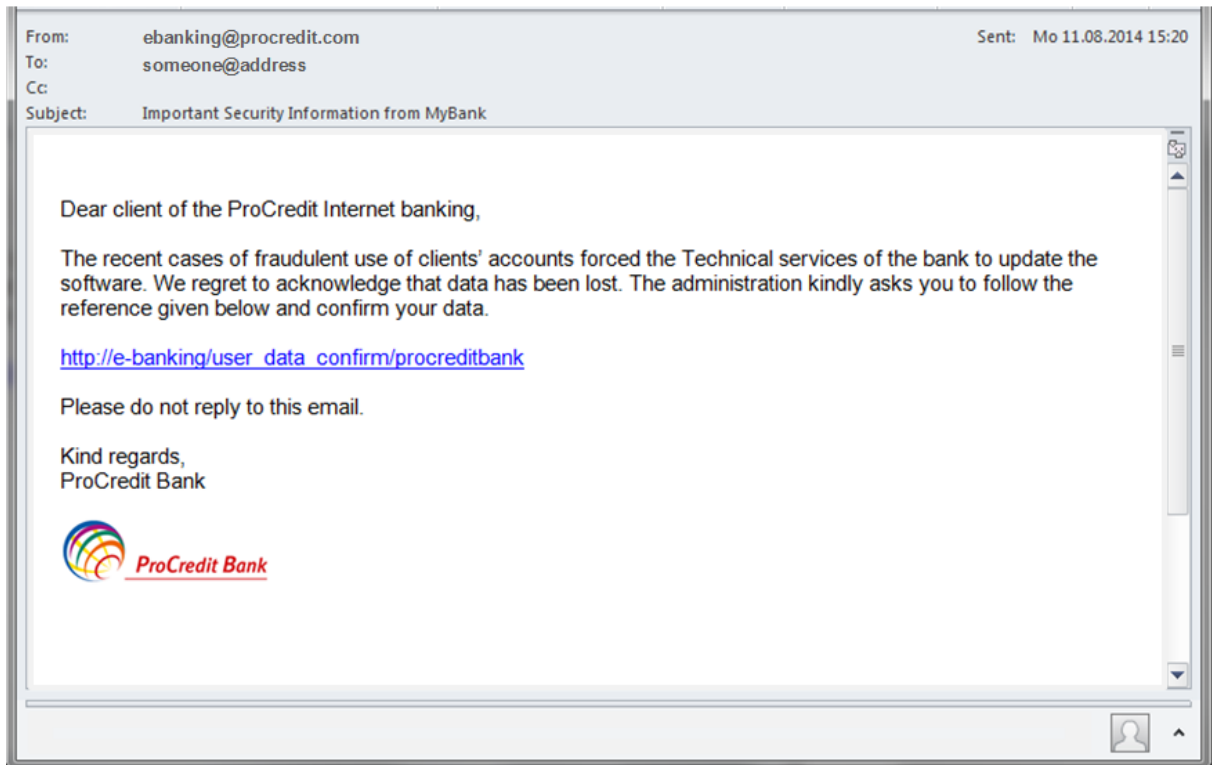 From: ebanking@procredit.com Sent: Mo 11.08.2014 15:20
To: someone@address
Cc:
Subject: Important Security Information from MyBank
Dear client of the ProCredit Internet banking,
The recent cases of fraudulent use of clients’ accounts forced the Technical services of the bank to update the
software. We regret to acknowledge that data has been lost. The administration kindly asks you to follow the
reference given below and confirm your data.
http://e-banking/user_data_confirm/procreditbank
Please do not reply to this email.
Kind regards,
ProCredit Bank
ProCredit Bank